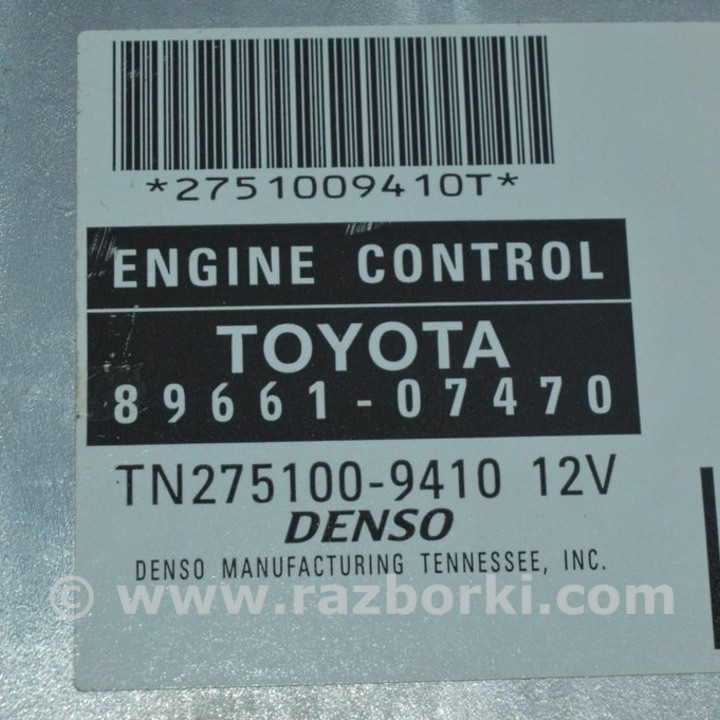 *2751009410T*
ENGINE CONTROL
TOYOTA
89661-07470
TN275100-9410 12V
DENSO
DENSO MANUFACTURING TENNESSEE, INC.
© www.razborki.com